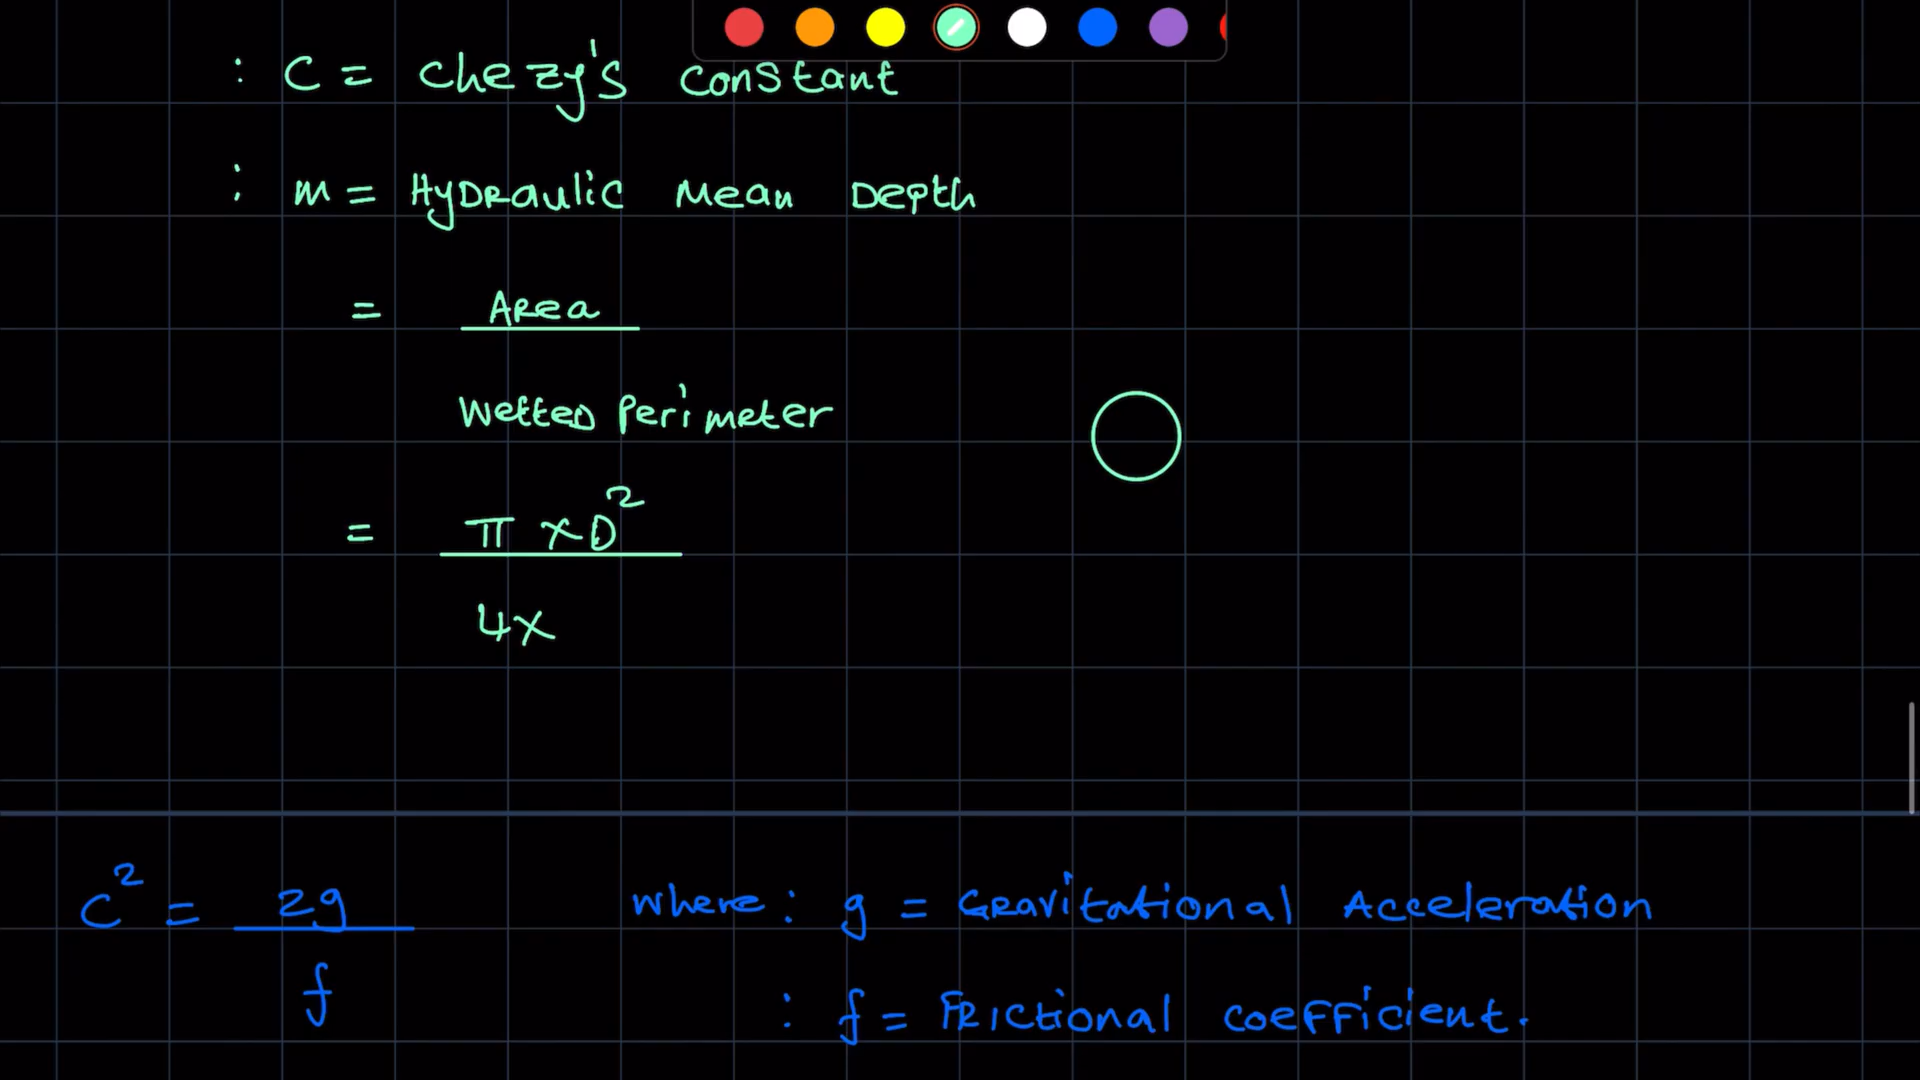 : C = Chezy's constant
: m = Hydraulic Mean Depth
= Area
Wetted Perimeter
= π × D²
4×
C² = 2g
f
where : g = Gravitational Acceleration
: f = Frictional coefficient.